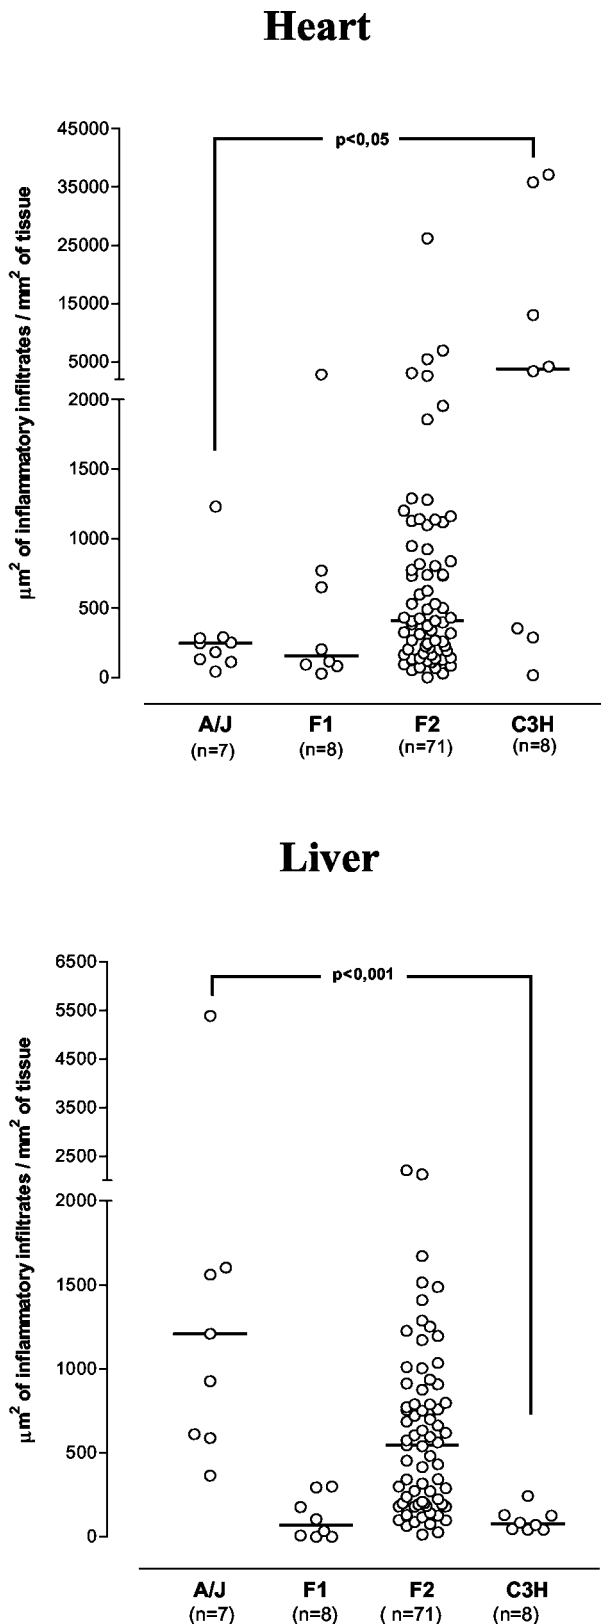 Heart
μm² of inflammatory infiltrates / mm² of tissue
45000
35000
25000
15000
5000
2000
1500
1000
500
0
p<0,05
A/J F1 F2 C3H
(n=7) (n=8) (n=71) (n=8)
Liver
μm² of inflammatory infiltrates / mm² of tissue
6500
5500
4500
3500
2500
2000
1500
1000
500
0
p<0,001
A/J F1 F2 C3H
(n=7) (n=8) ( n=71) (n=8)